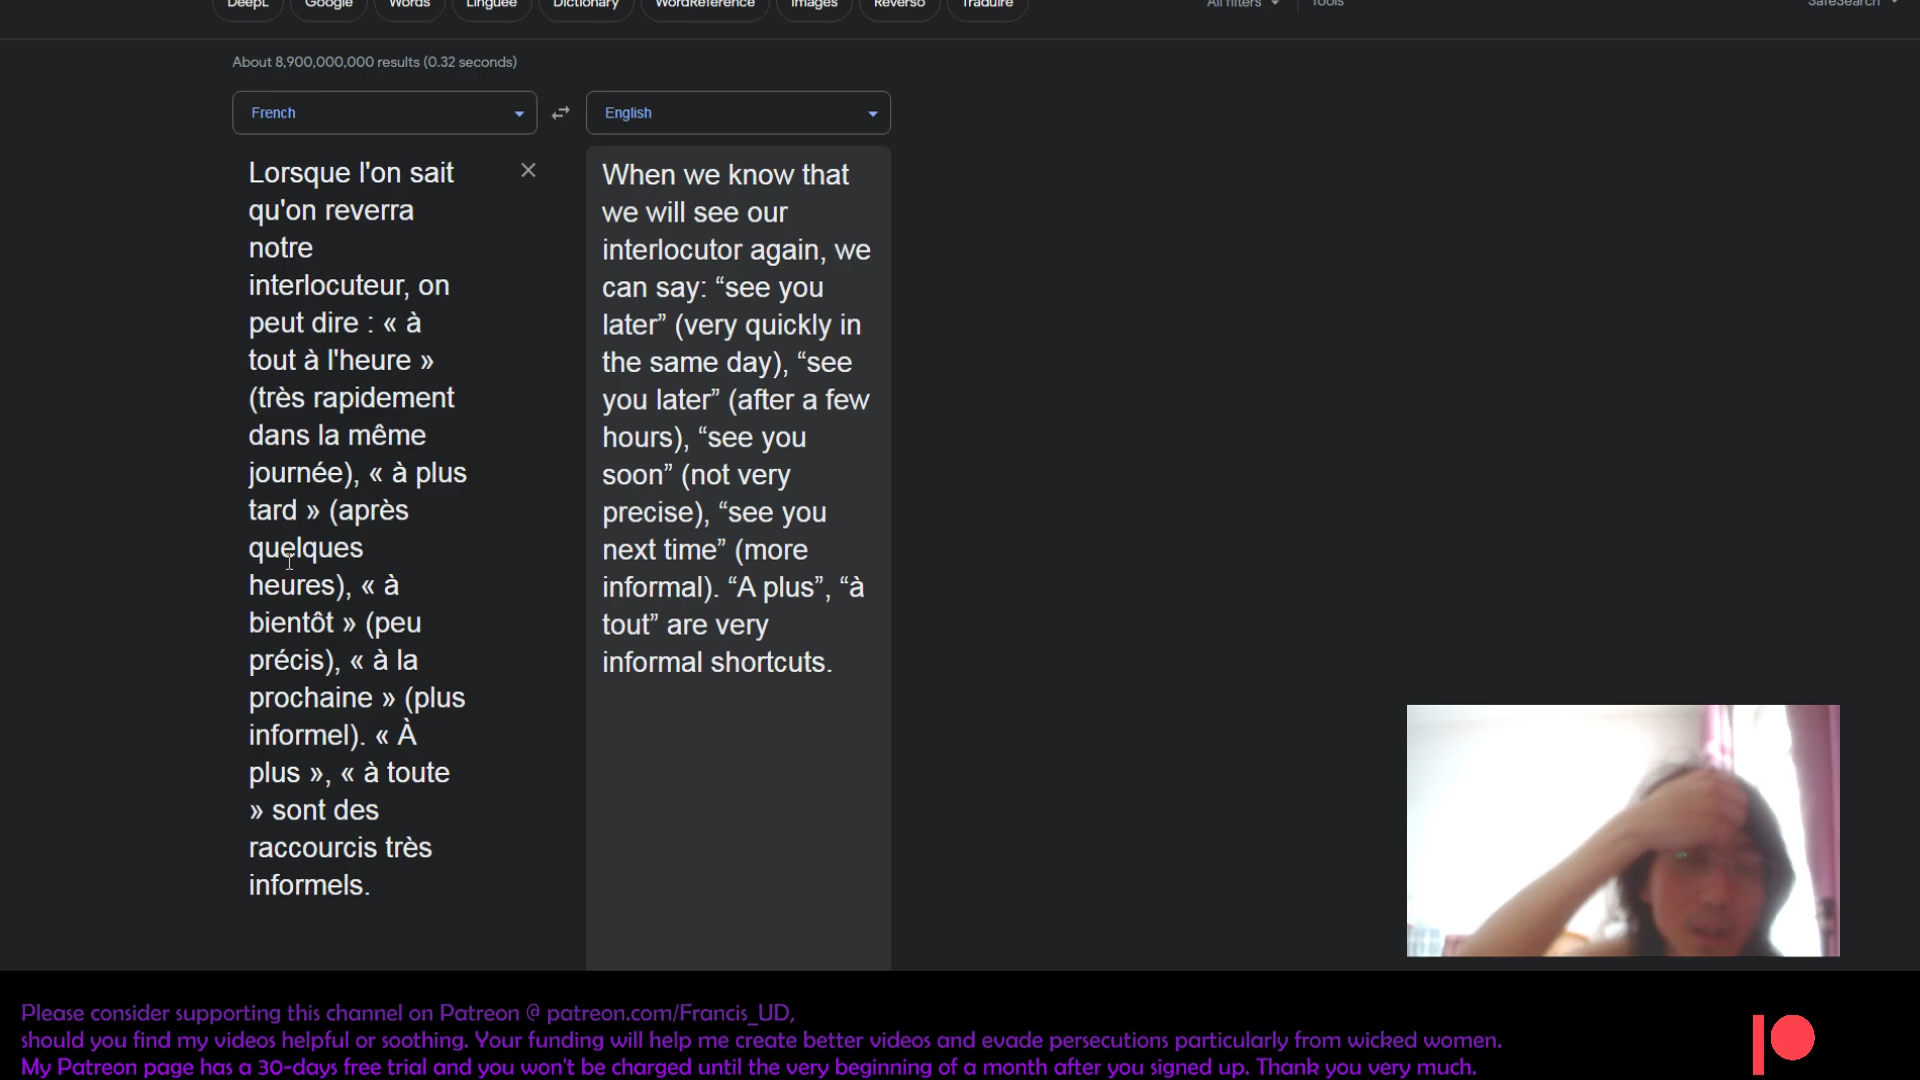 DeepL Google Words Linguee Dictionary WordReference Images Reverso Traduire All filters Tools SafeSearch
About 8,900,000,000 results (0.32 seconds)
French English
Lorsque l'on sait
qu'on reverra
notre
interlocuteur, on
peut dire : « à
tout à l'heure »
(très rapidement
dans la même
journée), « à plus
tard » (après
quelques
heures), « à
bientôt » (peu
précis), « à la
prochaine » (plus
informel). « À
plus », « à toute
» sont des
raccourcis très
informels.
When we know that
we will see our
interlocutor again, we
can say: “see you
later” (very quickly in
the same day), “see
you later” (after a few
hours), “see you
soon” (not very
precise), “see you
next time” (more
informal). “A plus”, “à
tout” are very
informal shortcuts.
Please consider supporting this channel on Patreon @ patreon.com/Francis_UD,
should you find my videos helpful or soothing. Your funding will help me create better videos and evade persecutions particularly from wicked women.
My Patreon page has a 30-days free trial and you won't be charged until the very beginning of a month after you signed up. Thank you very much.